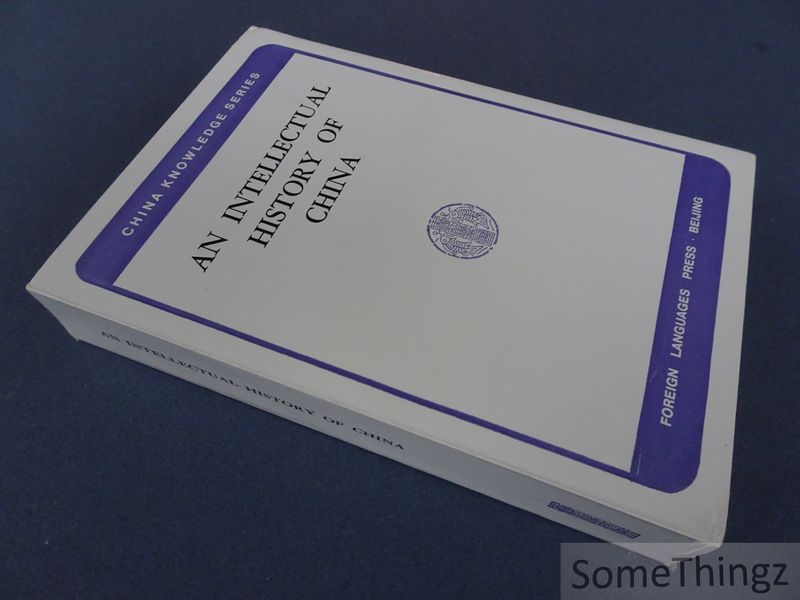 CHINA KNOWLEDGE SERIES
AN INTELLECTUAL
HISTORY OF
CHINA
FOREIGN LANGUAGES PRESS · BEIJING
AN INTELLECTUAL HISTORY OF CHINA
SomeThingz